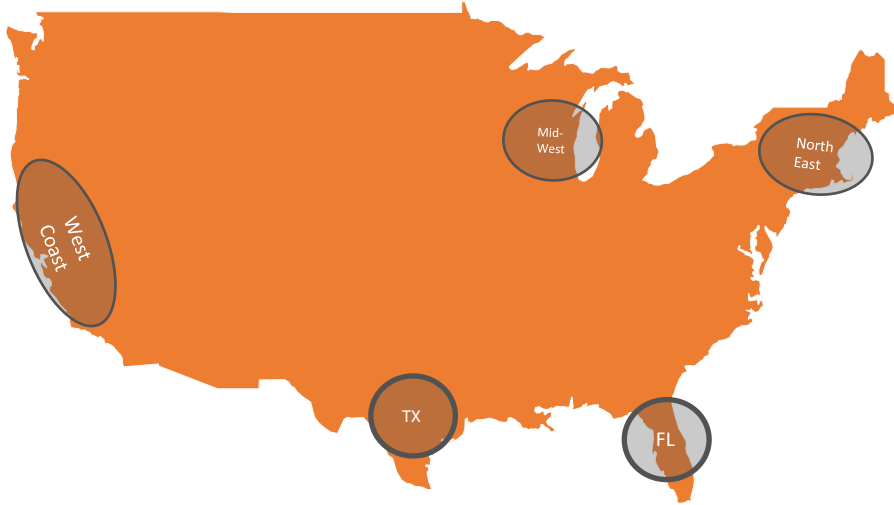 Mid-
West
North
East
West
Coast
TX
FL